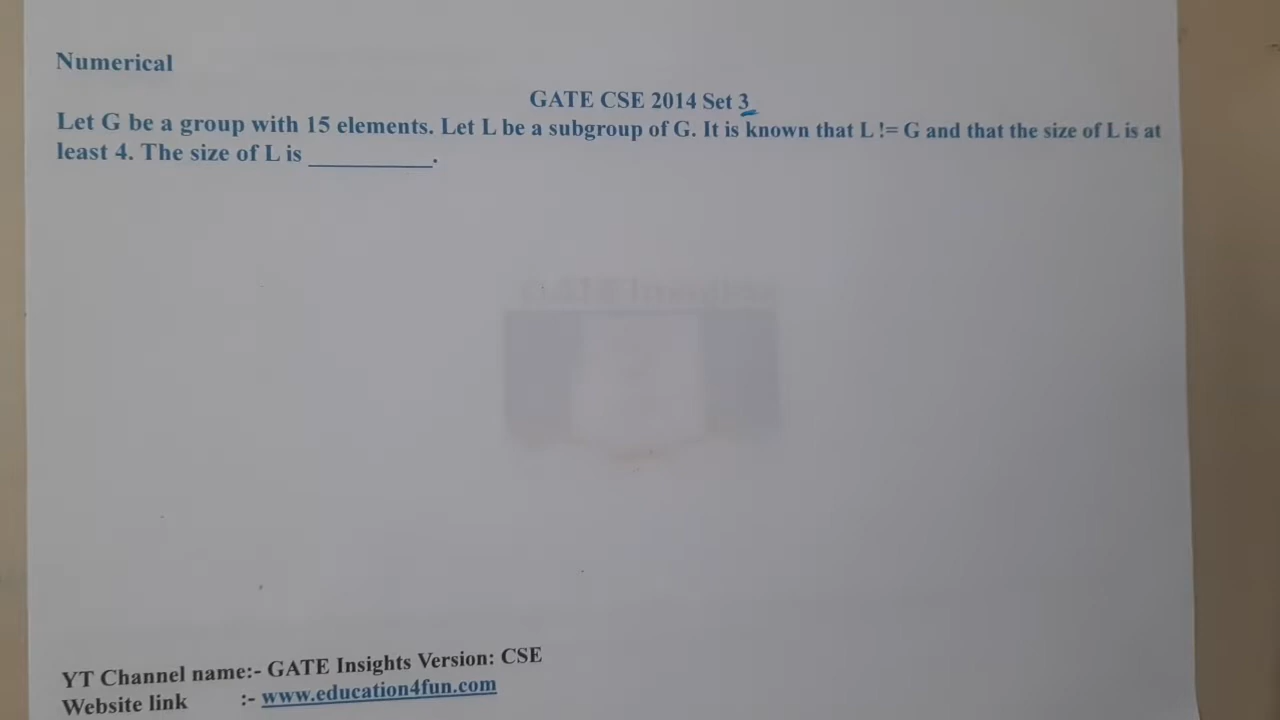 Numerical
GATE CSE 2014 Set 3
Let G be a group with 15 elements. Let L be a subgroup of G. It is known that L != G and that the size of L is at
least 4. The size of L is __________.
YT Channel name:- GATE Insights Version: CSE
Website link :- www.education4fun.com